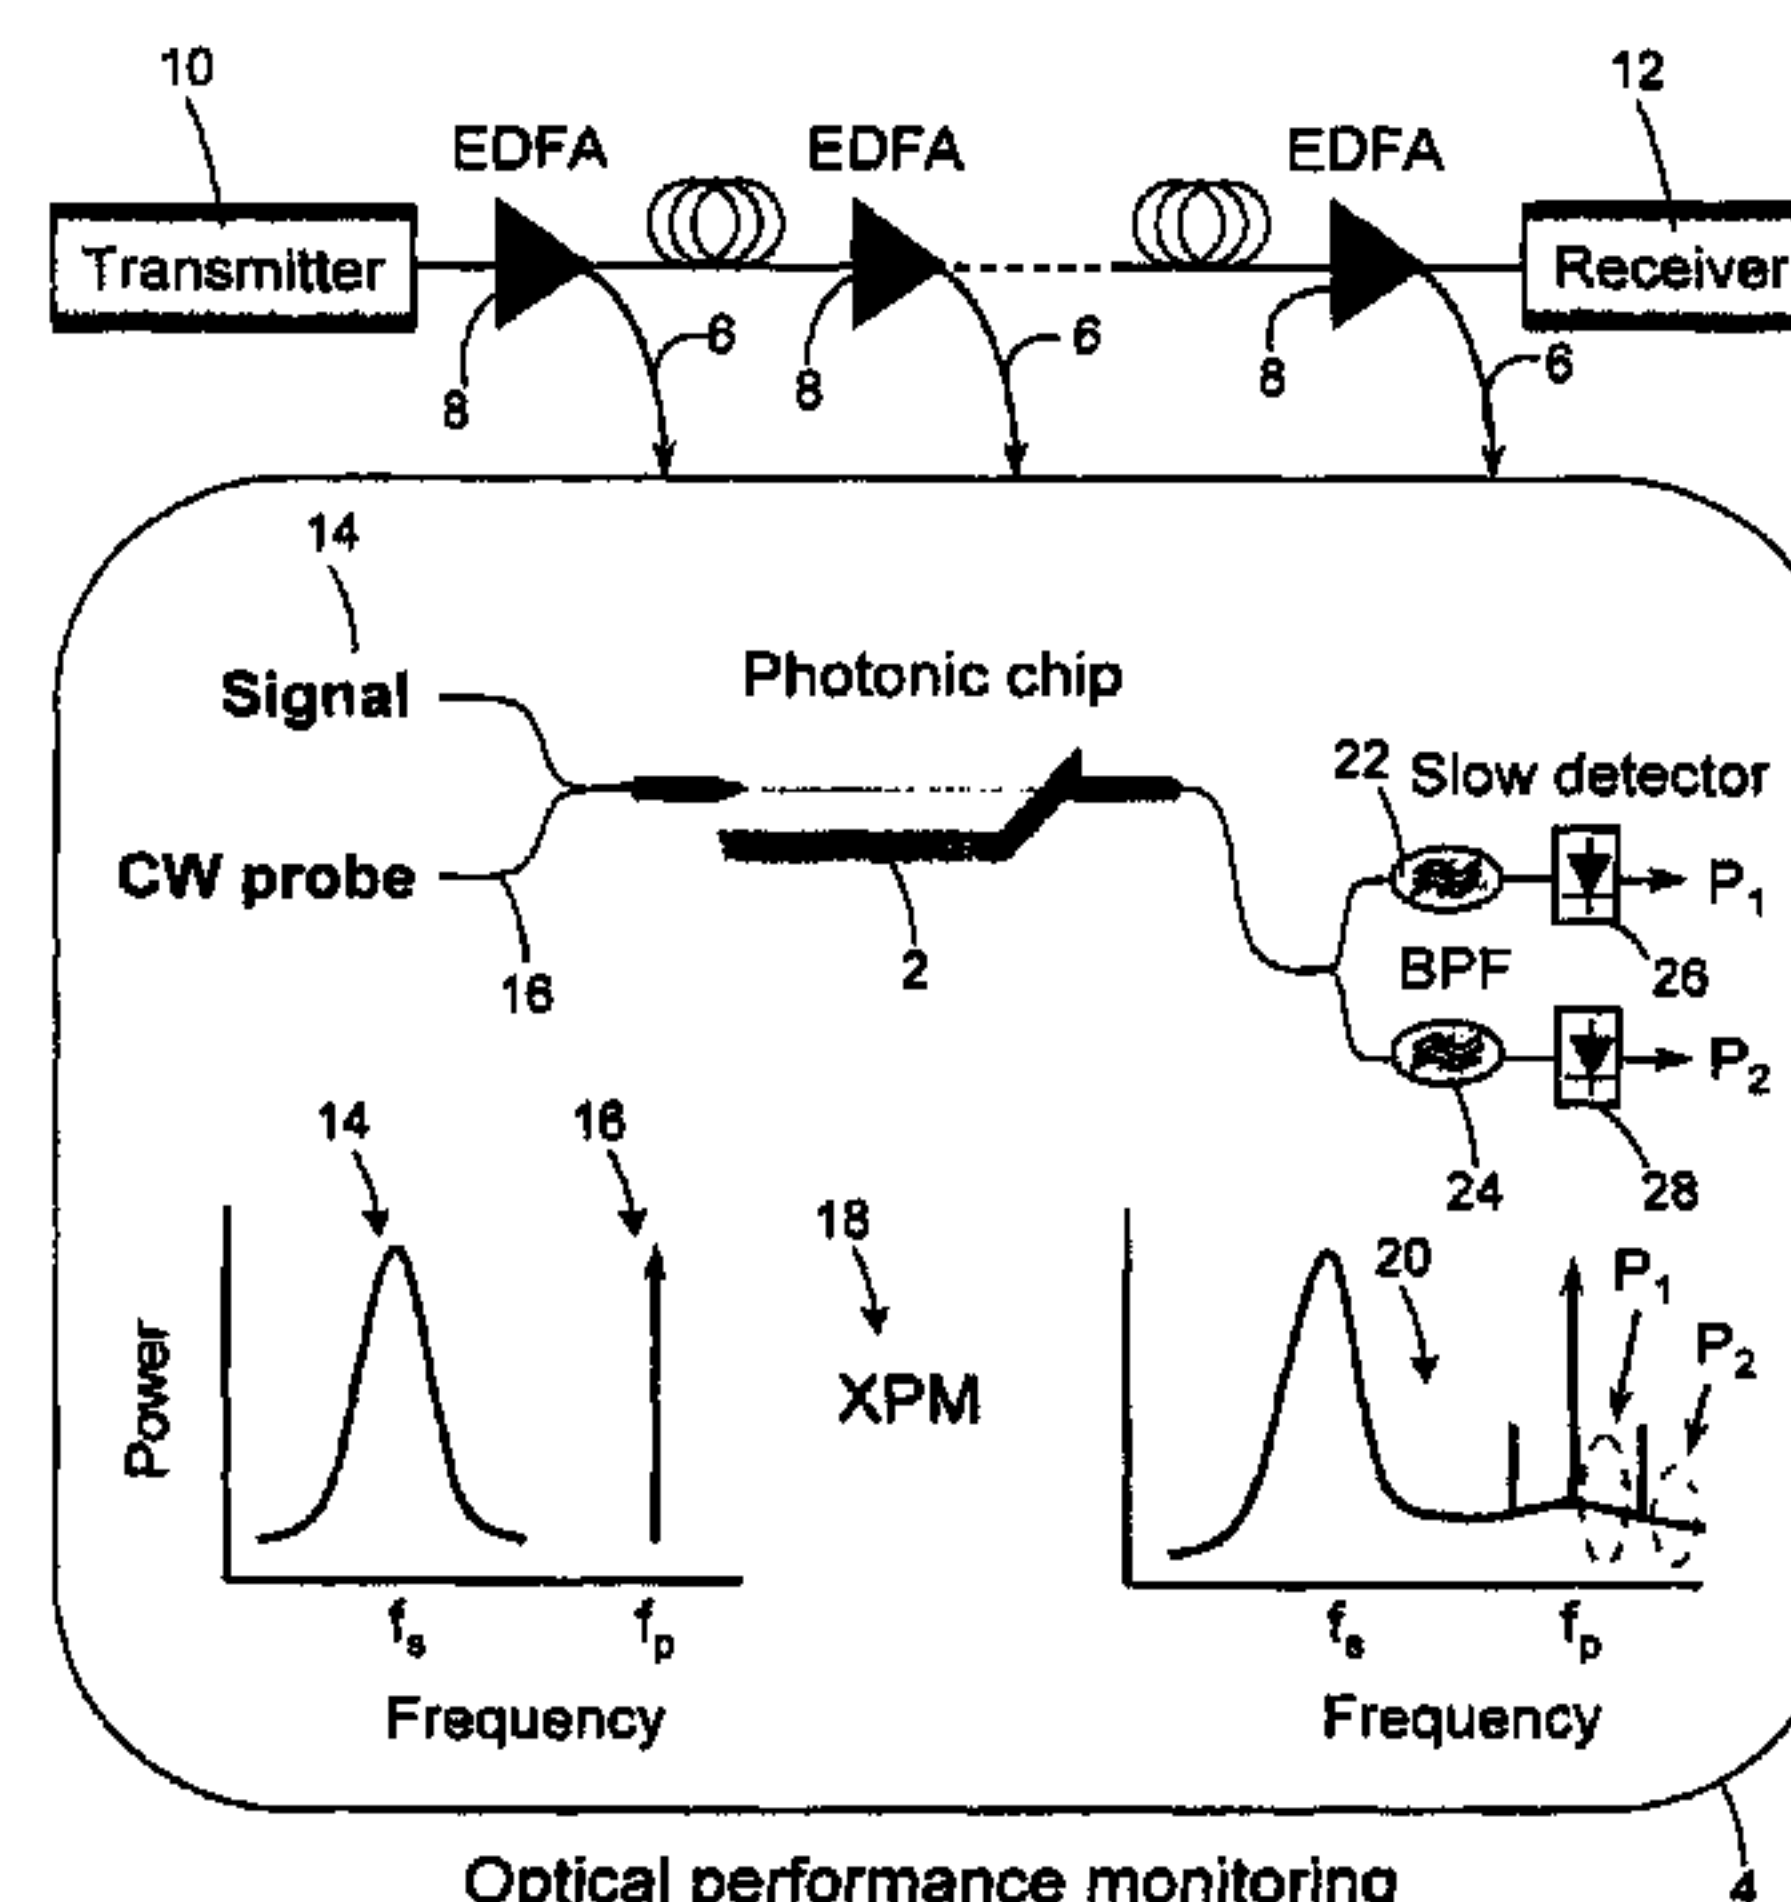 10
12
EDFA EDFA EDFA
Transmitter
Receiver
6 6 6
8 8 8
14
Signal
Photonic chip
22 Slow detector
CW probe
P1
16
2
BPF
26
P2
14
16
24
28
18
20
P1
P2
Power
XPM
fs fp
fs fp
Frequency
Frequency
Optical performance monitoring
4